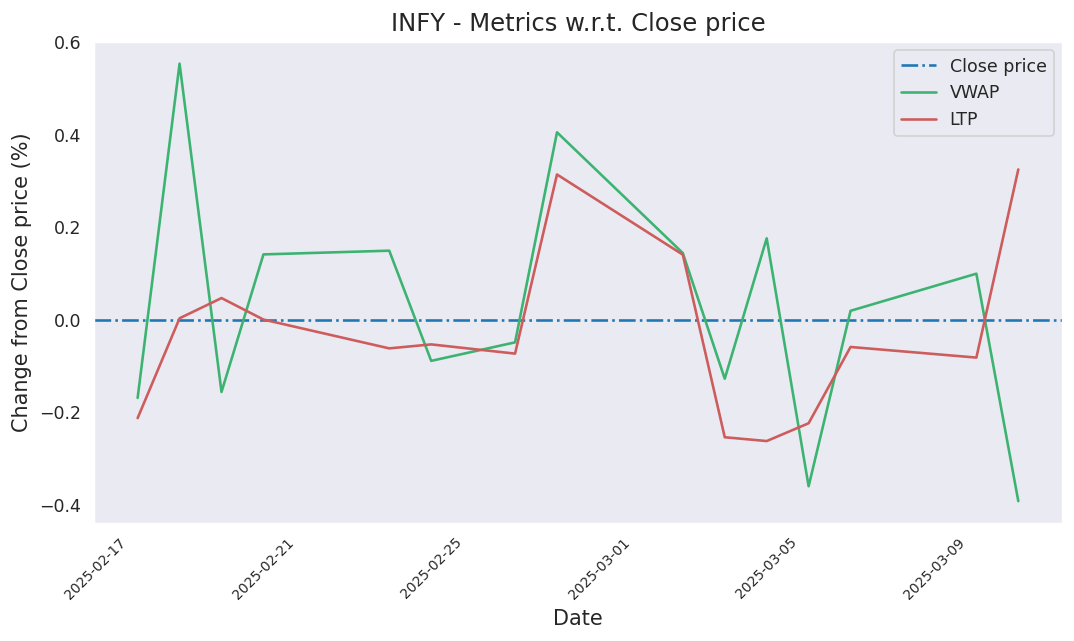 INFY - Metrics w.r.t. Close price
Change from Close price (%)
0.6
0.4
0.2
0.0
−0.2
−0.4
Close price
VWAP
LTP
2025-02-17
2025-02-21
2025-02-25
2025-03-01
2025-03-05
2025-03-09
Date